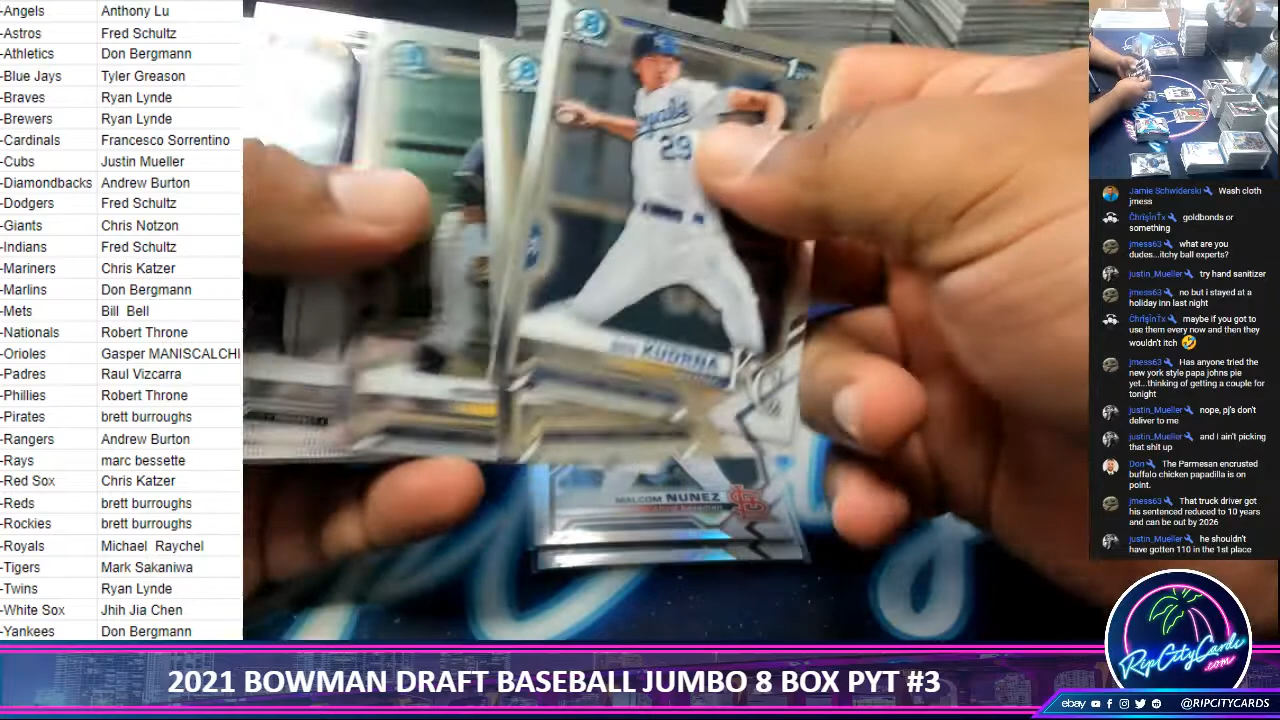 -Angels Anthony Lu
-Astros Fred Schultz
-Athletics Don Bergmann
-Blue Jays Tyler Greason
-Braves Ryan Lynde
-Brewers Ryan Lynde
-Cardinals Francesco Sorrentino
-Cubs Justin Mueller
-Diamondbacks Andrew Burton
-Dodgers Fred Schultz
-Giants Chris Notzon
-Indians Fred Schultz
-Mariners Chris Katzer
-Marlins Don Bergmann
-Mets Bill Bell
-Nationals Robert Throne
-Orioles Gasper MANISCALCHI
-Padres Raul Vizcarra
-Phillies Robert Throne
-Pirates brett burroughs
-Rangers Andrew Burton
-Rays marc bessette
-Red Sox Chris Katzer
-Reds brett burroughs
-Rockies brett burroughs
-Royals Michael Raychel
-Tigers Mark Sakaniwa
-Twins Ryan Lynde
-White Sox Jhih Jia Chen
-Yankees Don Bergmann
Royals
29
MALCOM NUNEZ
Jamie Schwiderski Wash cloth
jmess
goldbonds or
something
jmess63 what are you
dudes...itchy ball experts?
justin_Mueller try hand sanitizer
jmess63 no but i stayed at a
holiday inn last night
maybe if you got to
use them every now and then they
wouldn't itch 🤣
jmess63 Has anyone tried the
new york style papa johns pie
yet...thinking of getting a couple for
tonight
justin_Mueller nope, pj's don't
deliver to me
justin_Mueller and I ain't picking
that shit up
Don The Parmesan encrusted
buffalo chicken papadilla is on
point.
jmess63 That truck driver got
his sentenced reduced to 10 years
and can be out by 2026
justin_Mueller he shouldn't
have gotten 110 in the 1st place
RipCityCards
.com
2021 BOWMAN DRAFT BASEBALL JUMBO 8 BOX PYT #3
ebay @RIPCITYCARDS